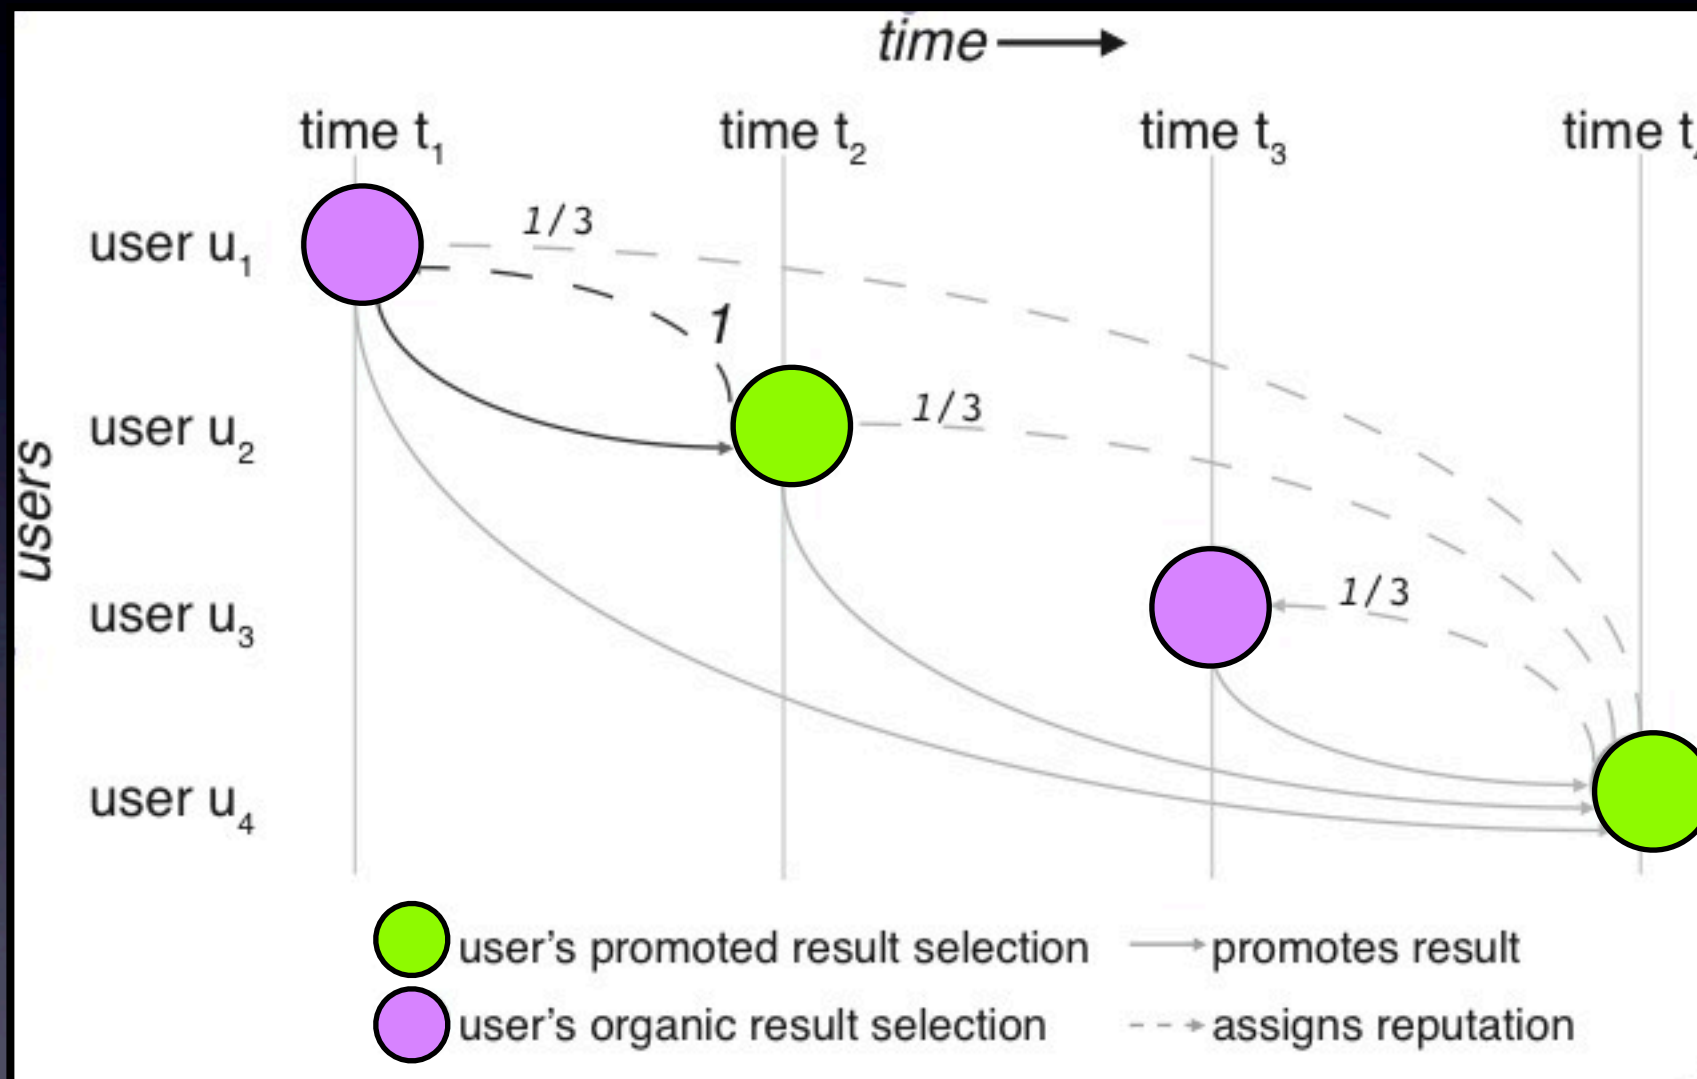 time
time t₁ time t₂ time t₃ time t
user u₁ 1/3
1
user u₂ 1/3
users
user u₃ 1/3
user u₄
user's promoted result selection promotes result
user's organic result selection assigns reputation